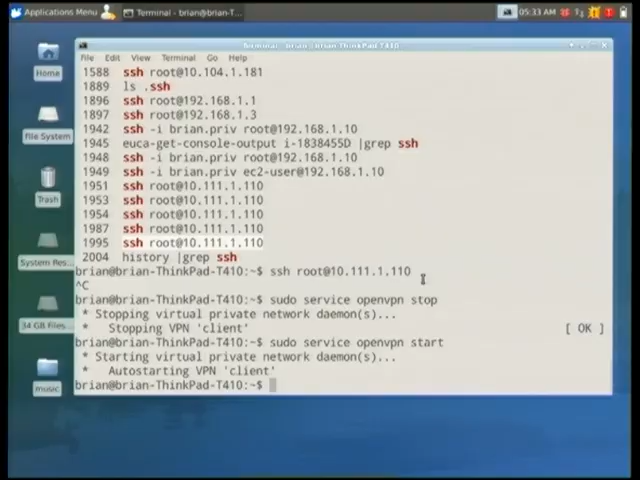 Applications Menu
Terminal - brian@brian-T...
05:33 AM
Home
File System
Trash
System Res...
34 GB Files...
music
Terminal - brian@brian-ThinkPad-T410:~
File Edit View Terminal Go Help
1588 ssh root@10.104.1.181
1889 ls .ssh
1896 ssh root@192.168.1.1
1897 ssh root@192.168.1.3
1942 ssh -i brian.priv root@192.168.1.10
1945 euca-get-console-output i-1838455D |grep ssh
1948 ssh -i brian.priv root@192.168.1.10
1949 ssh -i brian.priv ec2-user@192.168.1.10
1951 ssh root@10.111.1.110
1953 ssh root@10.111.1.110
1954 ssh root@10.111.1.110
1987 ssh root@10.111.1.110
1995 ssh root@10.111.1.110
2004 history |grep ssh
brian@brian-ThinkPad-T410:~$ ssh root@10.111.1.110
^C
brian@brian-ThinkPad-T410:~$ sudo service openvpn stop
* Stopping virtual private network daemon(s)...
* Stopping VPN 'client' [ OK ]
brian@brian-ThinkPad-T410:~$ sudo service openvpn start
* Starting virtual private network daemon(s)...
* Autostarting VPN 'client'
brian@brian-ThinkPad-T410:~$